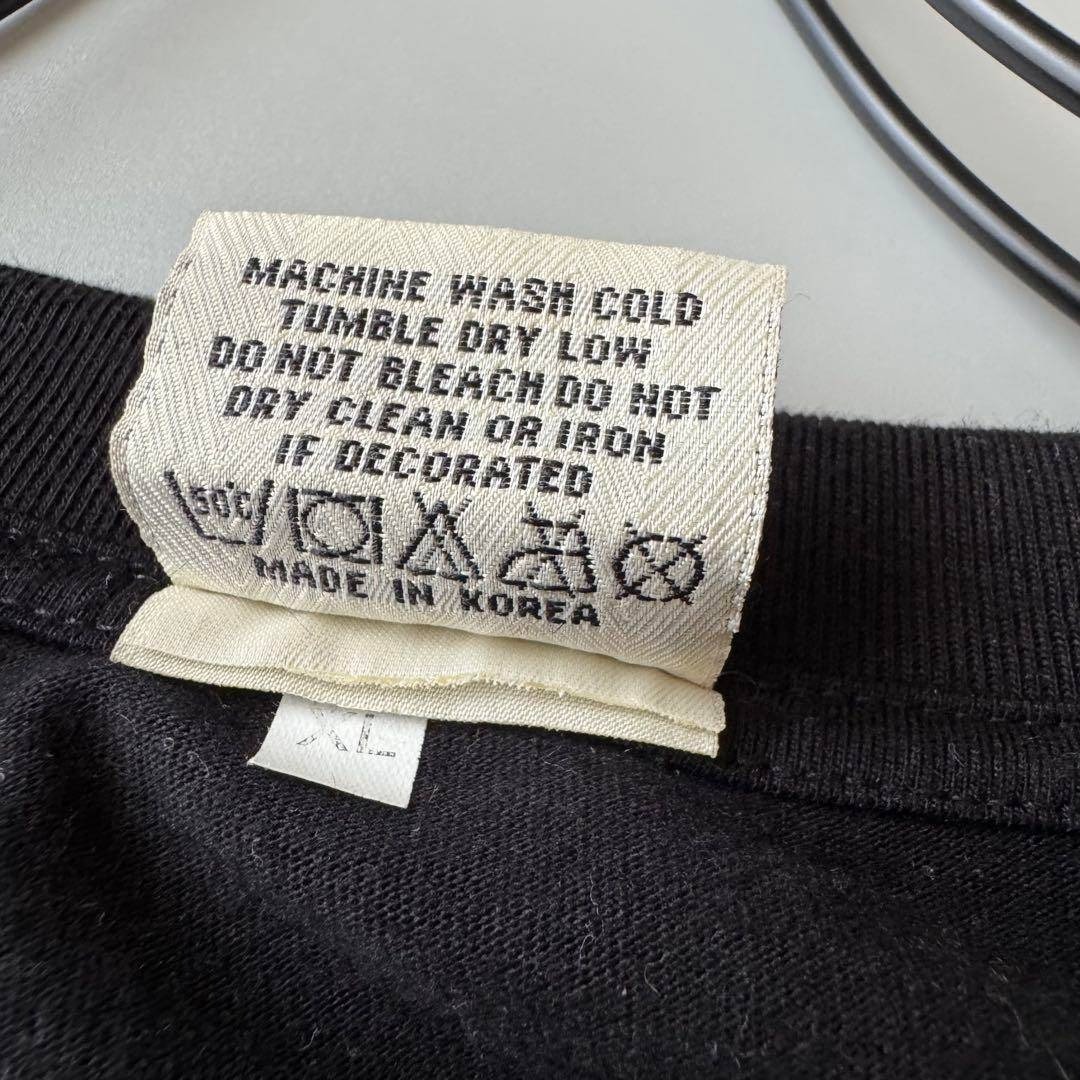 MACHINE WASH COLD
TUMBLE DRY LOW
DO NOT BLEACH DO NOT
DRY CLEAN OR IRON
IF DECORATED
50°C
MADE IN KOREA
XL